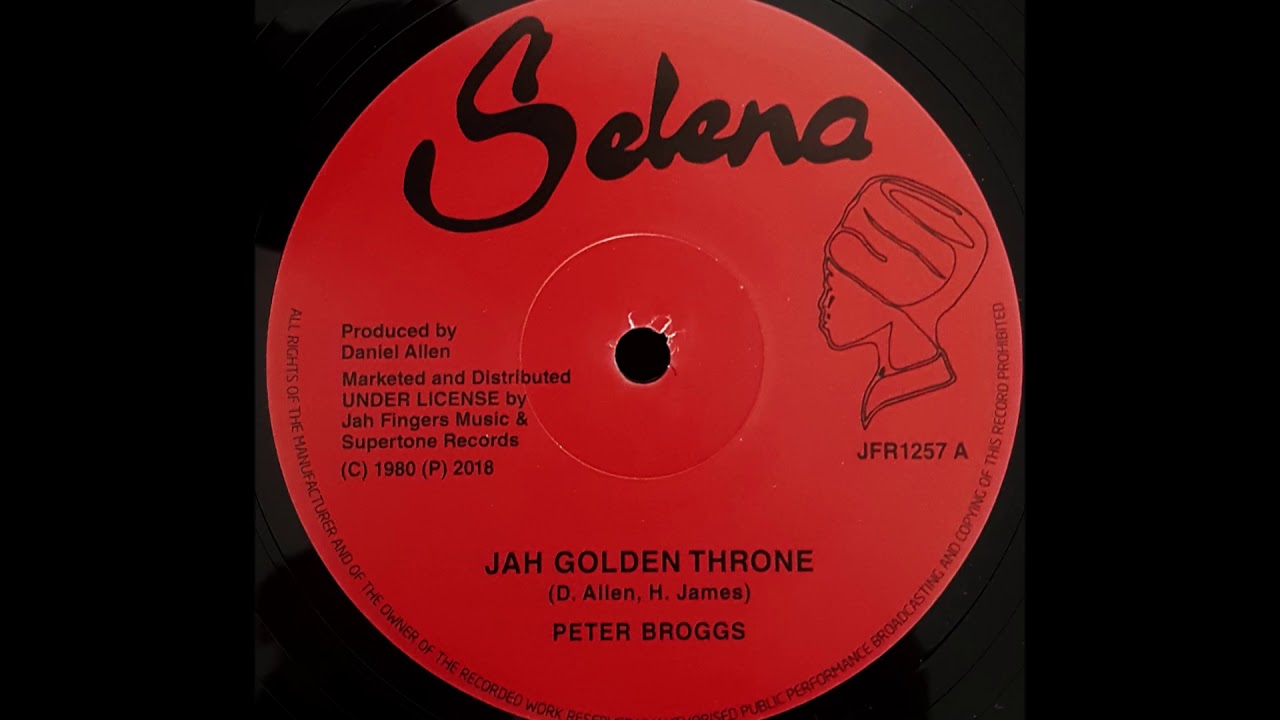 Selena
Produced by
Daniel Allen
Marketed and Distributed
UNDER LICENSE by
Jah Fingers Music &
Supertone Records
(C) 1980 (P) 2018
JFR1257 A
JAH GOLDEN THRONE
(D. Allen, H. James)
PETER BROGGS
ALL RIGHTS OF THE MANUFACTURER AND OF THE OWNER OF THE RECORDED WORK PUBLIC PERFORMANCE BROADCASTING AND COPYING OF THIS RECORD PROHIBITED